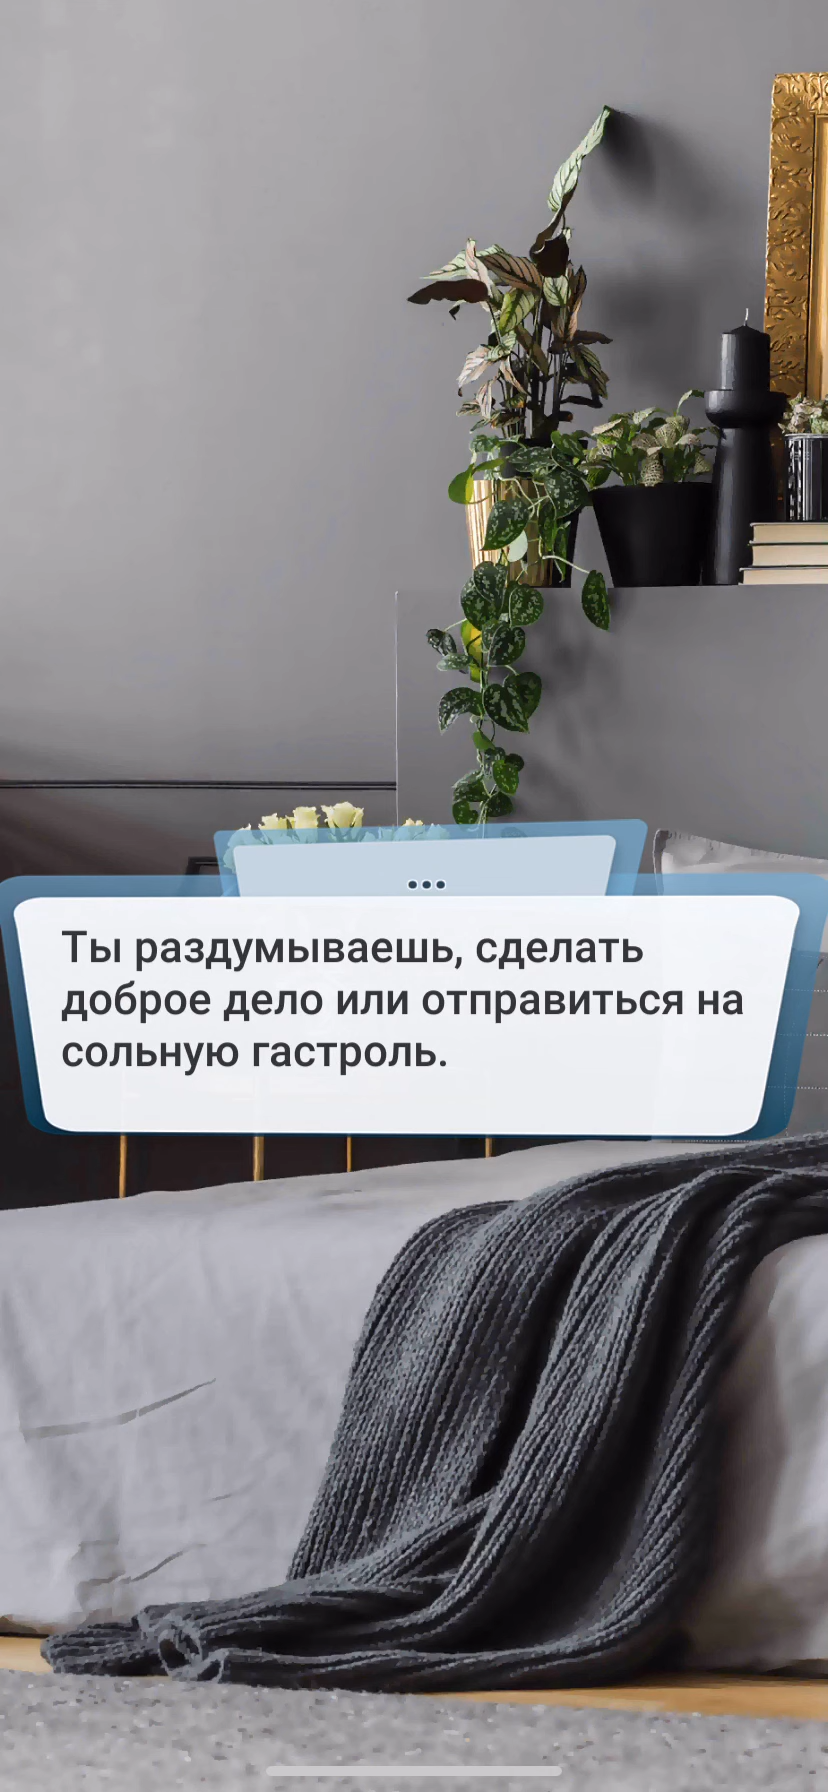 ...
Ты раздумываешь, сделать
доброе дело или отправиться на
сольную гастроль.